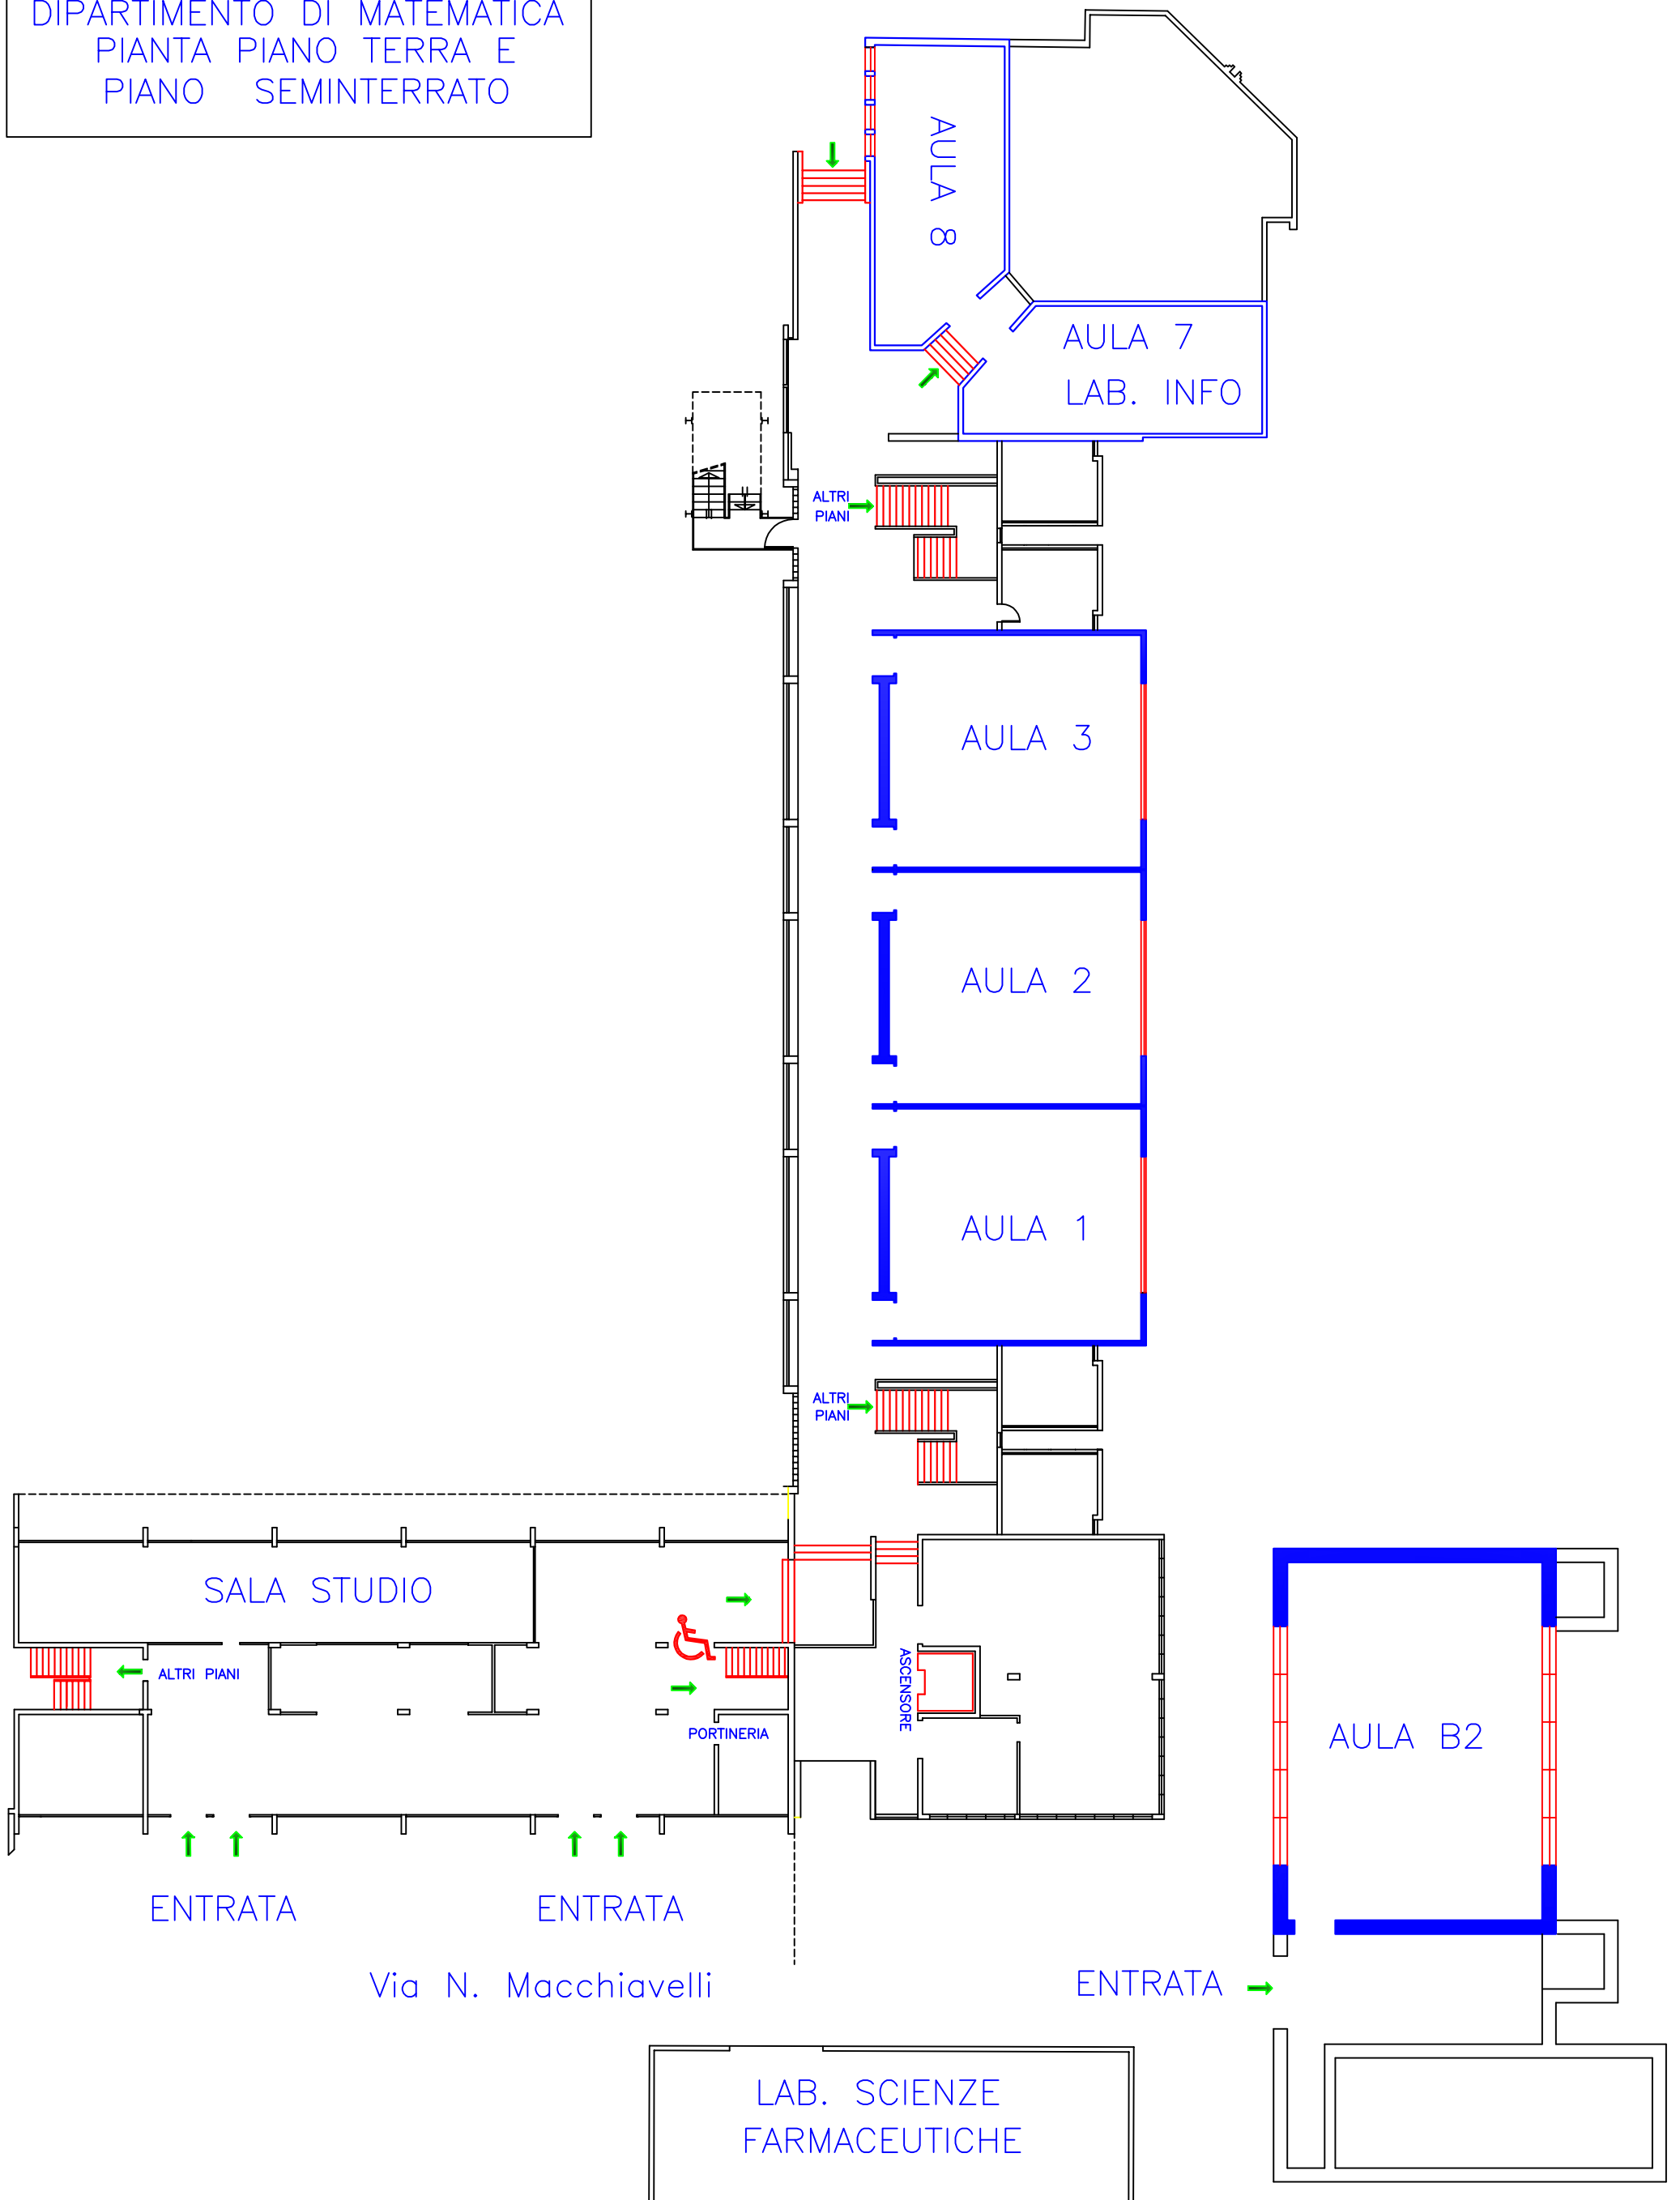 DIPARTIMENTO DI MATEMATICA
PIANTA PIANO TERRA E
PIANO SEMINTERRATO
AULA 8
AULA 7
LAB. INFO
ALTRI
PIANI
AULA 3
AULA 2
AULA 1
ALTRI
PIANI
SALA STUDIO
ALTRI PIANI
ASCENSORE
PORTINERIA
AULA B2
ENTRATA
ENTRATA
Via N. Macchiavelli
ENTRATA
LAB. SCIENZE
FARMACEUTICHE